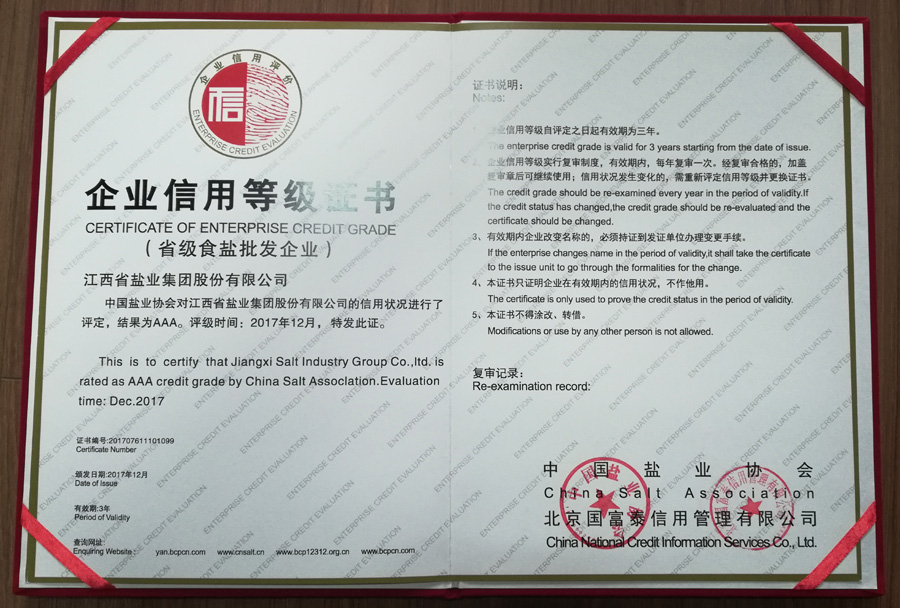 企业信用评价
信
ENTERPRISE CREDIT EVALUATION
企业信用等级证书
CERTIFICATE OF ENTERPRISE CREDIT GRADE
（省级食盐批发企业）
江西省盐业集团股份有限公司
中国盐业协会对江西省盐业集团股份有限公司的信用状况进行了
评定，结果为AAA。评级时间：2017年12月，特发此证。
This is to certify that Jiangxi Salt Industry Group Co.,ltd. is
rated as AAA credit grade by China Salt Assoclation.Evaluation
time: Dec.2017
证书编号:201707611101099
Certificate Number
颁发日期:2017年12月
Date of Issue
有效期:3年
Period of Validity
查询网址:
Enquiring Website: yan.bcpcn.com www.cnsalt.cn www.bcp12312.org.cn www.bcpcn.com
证书说明：
Notes:
企业信用等级自评定之日起有效期为三年。
The enterprise credit grade is valid for 3 years starting from the date of issue.
2、企业信用等级实行复审制度，有效期内，每年复审一次。经复审合格的，加盖
复审章后可继续使用；信用状况发生变化的，需重新评定信用等级并更换证书。
The credit grade should be re-examined every year in the period of validity.If
the credit status has changed,the credit grade should be re-evaluated and the
certificate should be changed.
3、有效期内企业改变名称的，必须持证到发证单位办理变更手续。
If the enterprise changes name in the period of validity,it shall take the certificate
to the issue unit to go through the formalities for the change.
4、本证书只证明企业在有效期内的信用状况，不作他用。
The certificate is only used to prove the credit status in the period of validity.
5、本证书不得涂改、转借。
Modifications or use by any other person is not allowed.
复审记录：
Re-examination record:
中国盐业协会
China Salt Association
北京国富泰信用管理有限公司
China National Credit Information Services Co., Ltd.